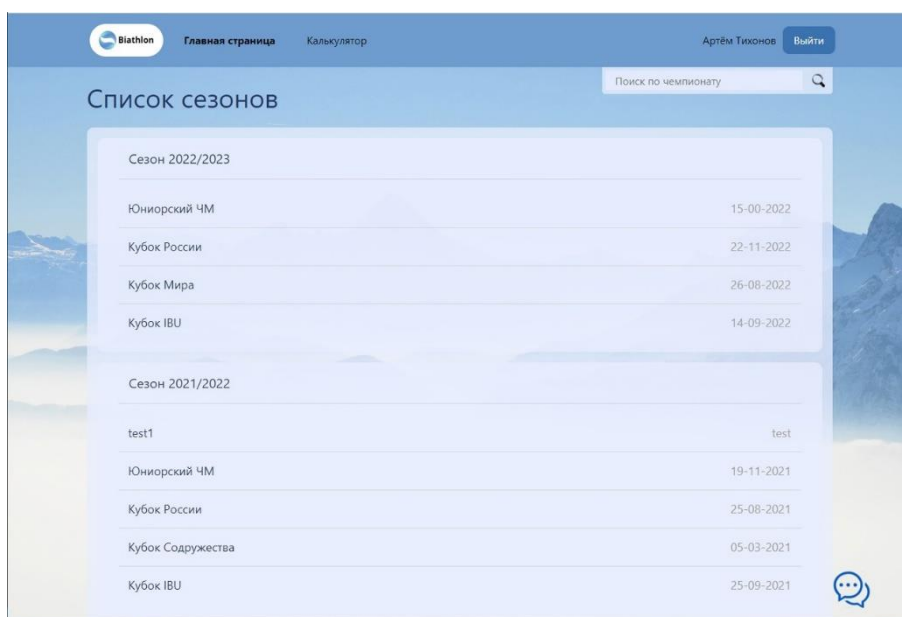 Biathlon Главная страница Калькулятор Артём Тихонов Выйти
Поиск по чемпионату
Список сезонов
Сезон 2022/2023
Юниорский ЧМ 15-00-2022
Кубок России 22-11-2022
Кубок Мира 26-08-2022
Кубок IBU 14-09-2022
Сезон 2021/2022
test1 test
Юниорский ЧМ 19-11-2021
Кубок России 25-08-2021
Кубок Содружества 05-03-2021
Кубок IBU 25-09-2021